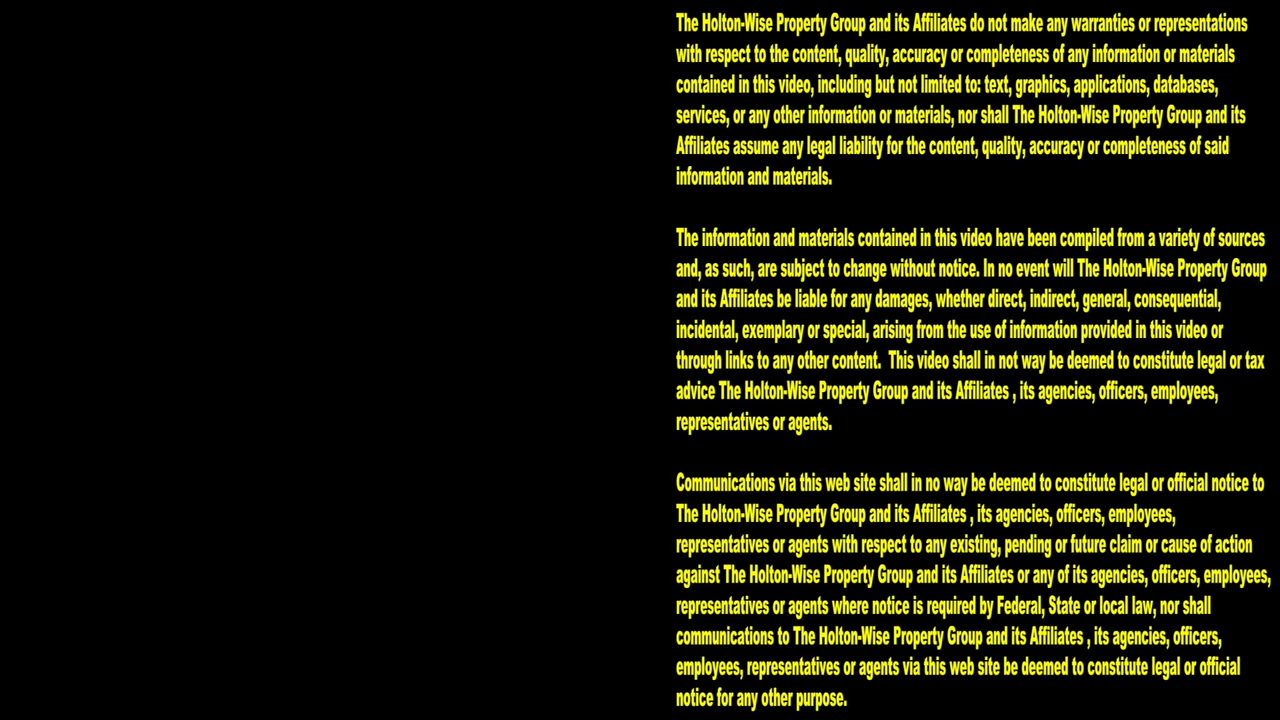 The Holton-Wise Property Group and its Affiliates do not make any warranties or representations
with respect to the content, quality, accuracy or completeness of any information or materials
contained in this video, including but not limited to: text, graphics, applications, databases,
services, or any other information or materials, nor shall The Holton-Wise Property Group and its
Affiliates assume any legal liability for the content, quality, accuracy or completeness of said
information and materials.
The information and materials contained in this video have been compiled from a variety of sources
and, as such, are subject to change without notice. In no event will The Holton-Wise Property Group
and its Affiliates be liable for any damages, whether direct, indirect, general, consequential,
incidental, exemplary or special, arising from the use of information provided in this video or
through links to any other content.  This video shall in not way be deemed to constitute legal or tax
advice The Holton-Wise Property Group and its Affiliates , its agencies, officers, employees,
representatives or agents.
Communications via this web site shall in no way be deemed to constitute legal or official notice to
The Holton-Wise Property Group and its Affiliates , its agencies, officers, employees,
representatives or agents with respect to any existing, pending or future claim or cause of action
against The Holton-Wise Property Group and its Affiliates or any of its agencies, officers, employees,
representatives or agents where notice is required by Federal, State or local law, nor shall
communications to The Holton-Wise Property Group and its Affiliates , its agencies, officers,
employees, representatives or agents via this web site be deemed to constitute legal or official
notice for any other purpose.